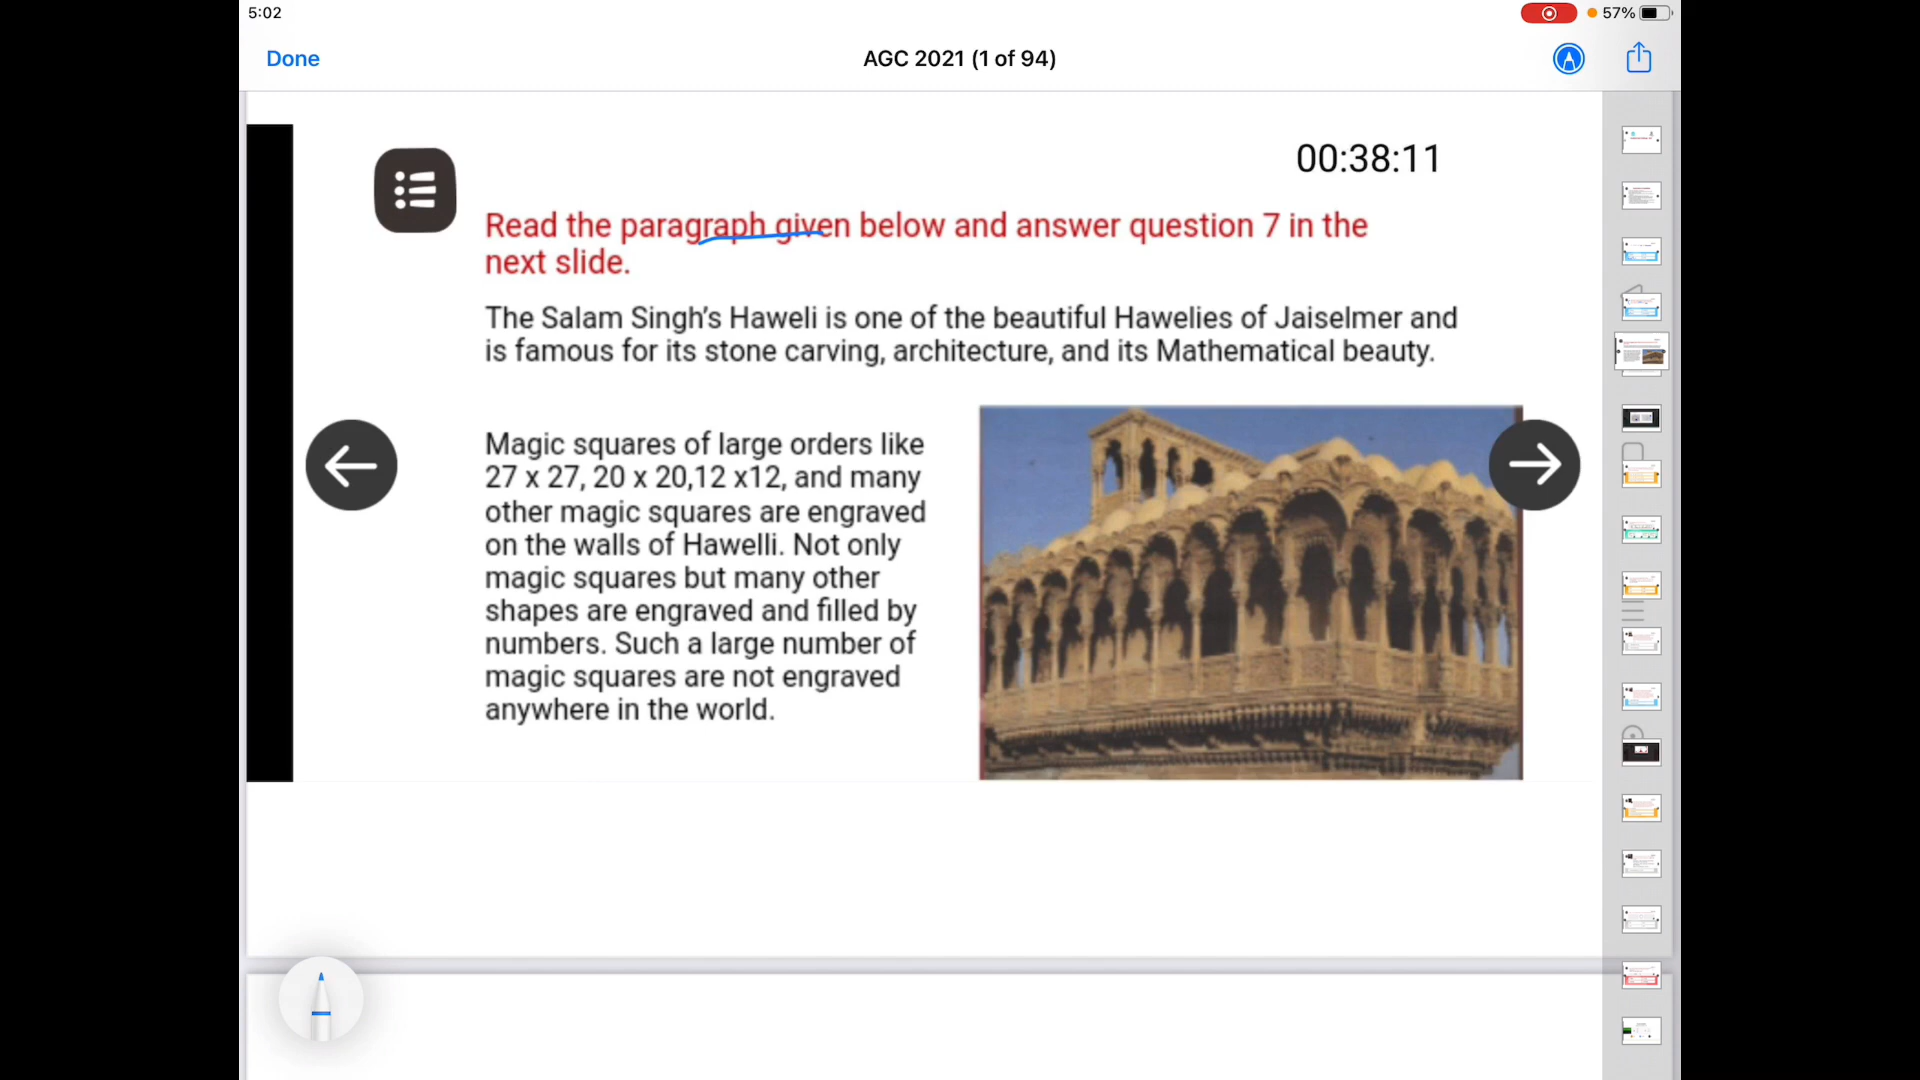 5:02
57%
Done
AGC 2021 (1 of 94)
00:38:11
Read the paragraph given below and answer question 7 in the
next slide.
The Salam Singh's Haweli is one of the beautiful Hawelies of Jaiselmer and
is famous for its stone carving, architecture, and its Mathematical beauty.
Magic squares of large orders like
27 x 27, 20 x 20,12 x12, and many
other magic squares are engraved
on the walls of Hawelli. Not only
magic squares but many other
shapes are engraved and filled by
numbers. Such a large number of
magic squares are not engraved
anywhere in the world.